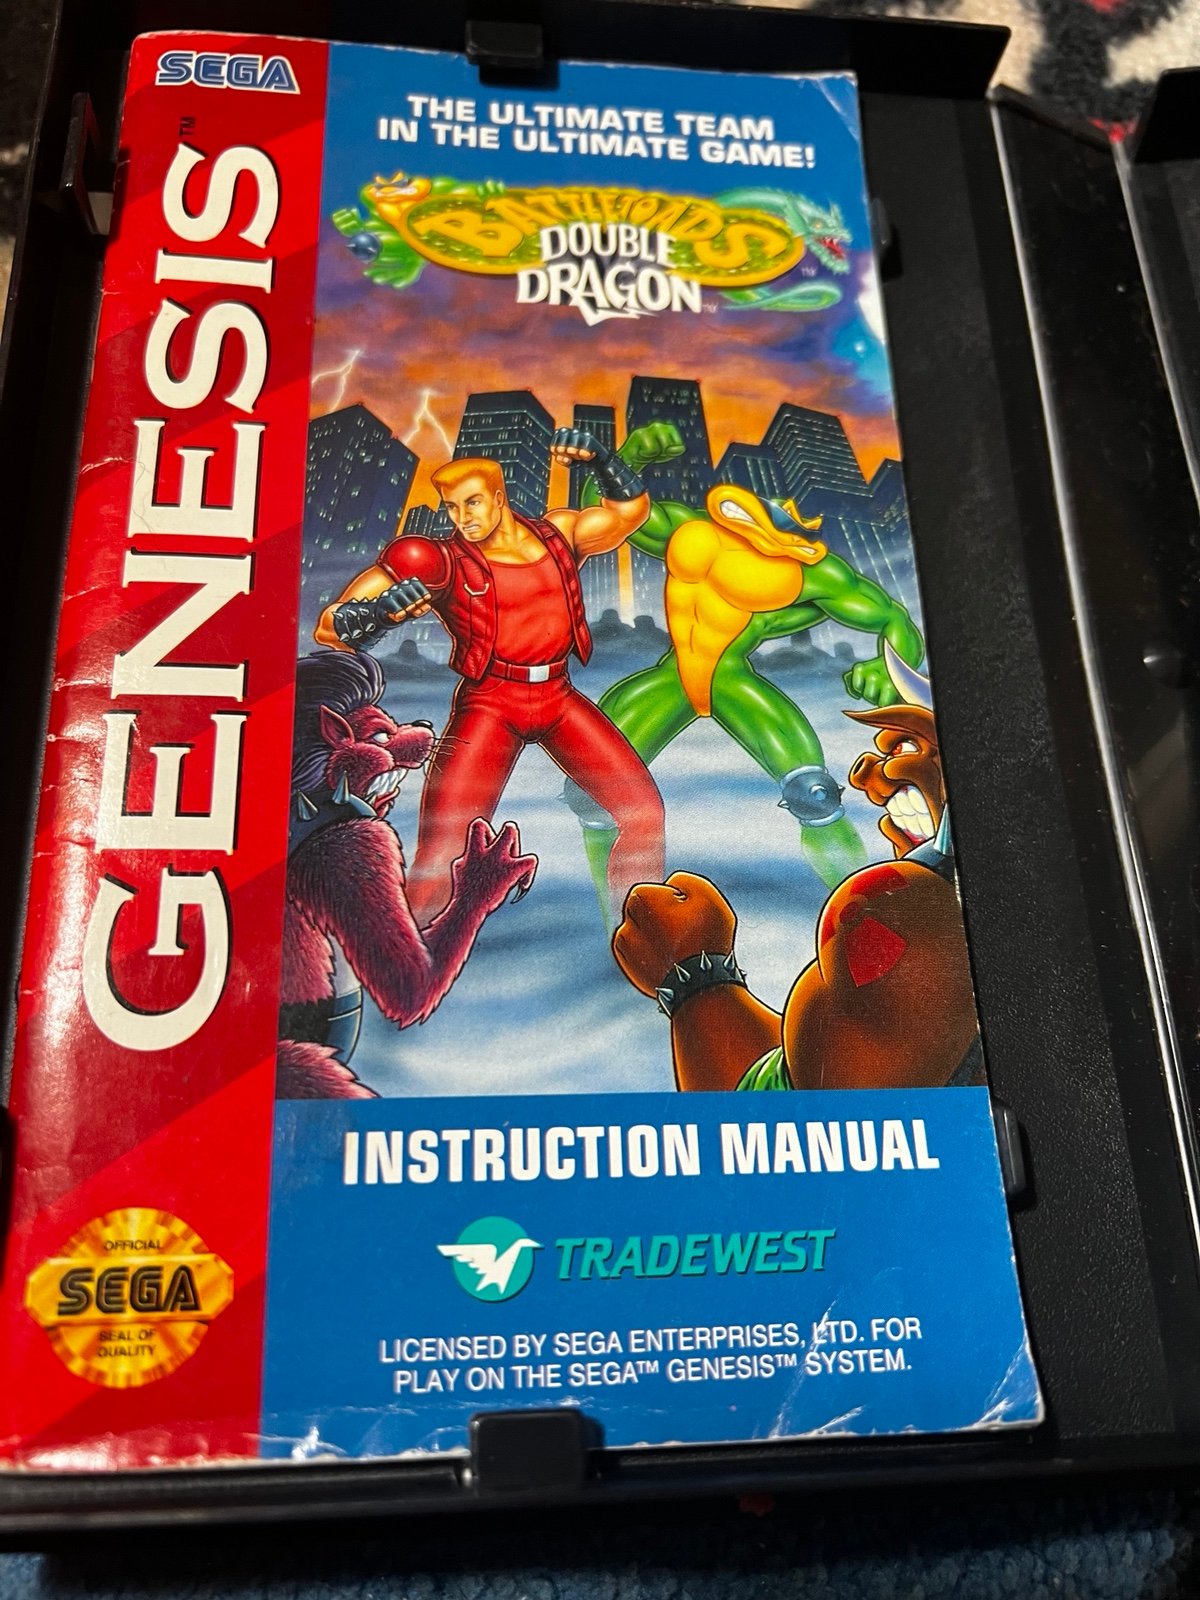 SEGA
GENESIS™
THE ULTIMATE TEAM
IN THE ULTIMATE GAME!
BATTLETOADS
DOUBLE
DRAGON
INSTRUCTION MANUAL
TRADEWEST
LICENSED BY SEGA ENTERPRISES, LTD. FOR
PLAY ON THE SEGA™ GENESIS™ SYSTEM.
OFFICIAL
SEGA
SEAL OF
QUALITY